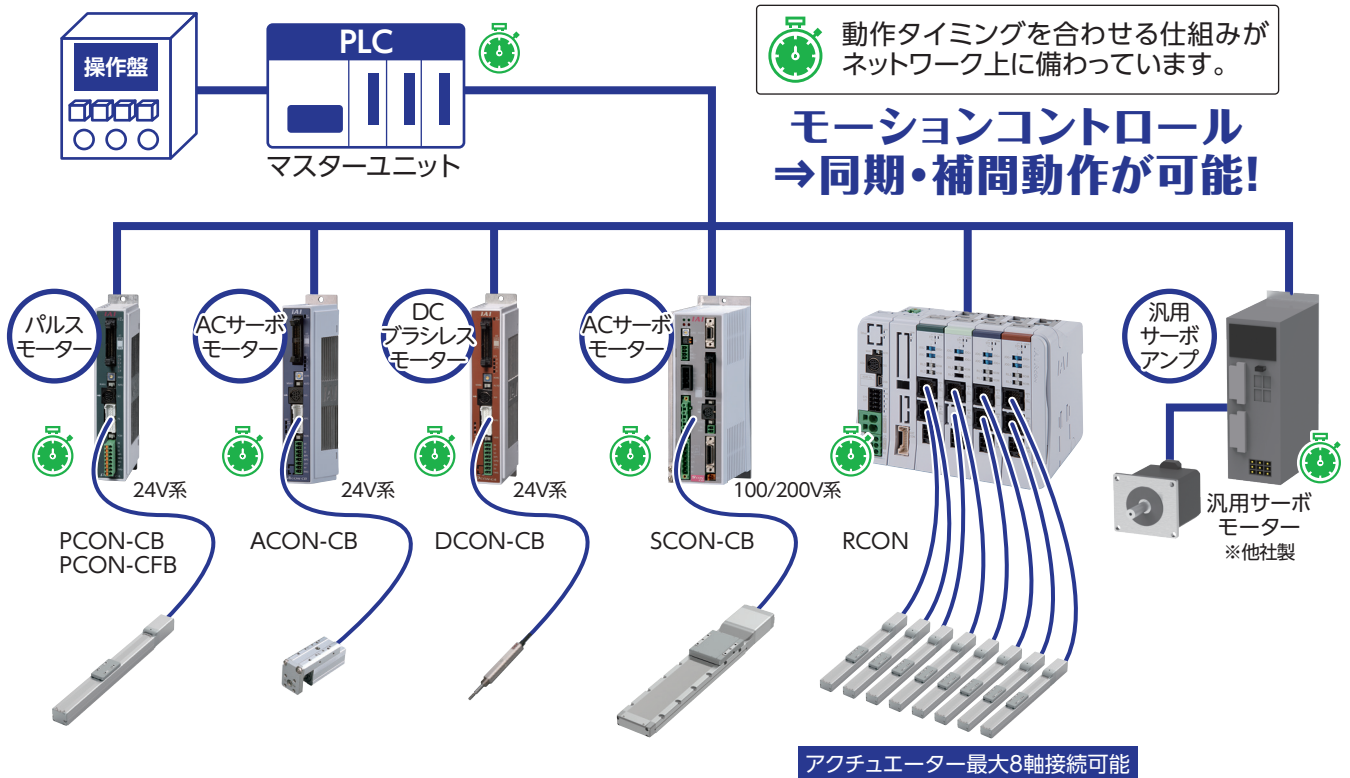 操作盤
PLC
マスターユニット
動作タイミングを合わせる仕組みが
ネットワーク上に備わっています。
モーションコントロール
⇒同期・補間動作が可能!
パルス
モーター
ACサーボ
モーター
DC
ブラシレス
モーター
ACサーボ
モーター
汎用
サーボ
アンプ
24V系
24V系
24V系
100/200V系
PCON-CB
PCON-CFB
ACON-CB
DCON-CB
SCON-CB
RCON
汎用サーボ
モーター
※他社製
アクチュエーター最大8軸接続可能